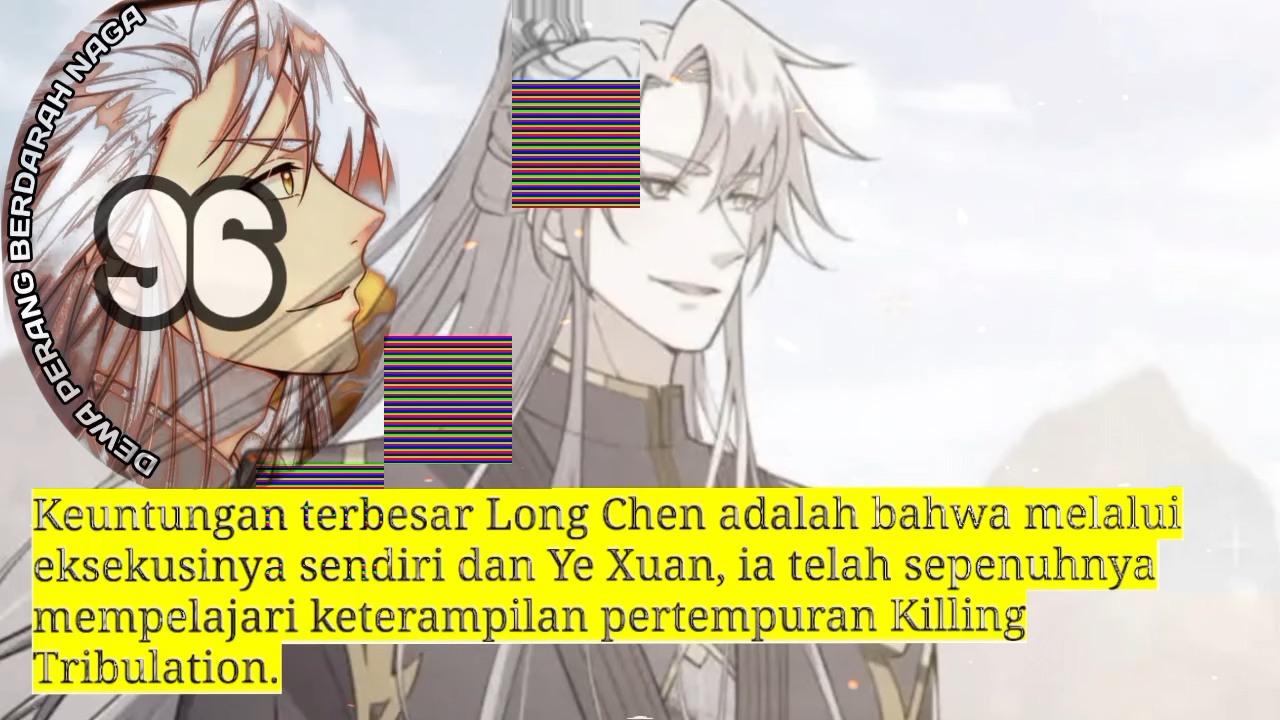 DEWA PERANG BERDARAH NAGA
96
Keuntungan terbesar Long Chen adalah bahwa melalui
eksekusinya sendiri dan Ye Xuan, ia telah sepenuhnya
mempelajari keterampilan pertempuran Killing
Tribulation.